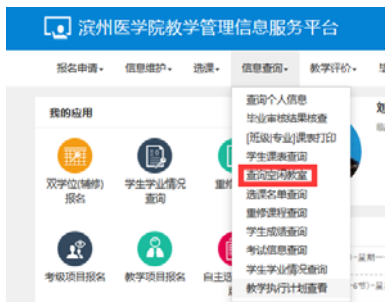 滨州医学院教学管理信息服务平台
报名申请 信息维护 选课 信息查询 教学评价
我的应用
查询个人信息
毕业审核结果核查
[班级|专业]课表打印
学生课表查询
查询空闲教室
选课名单查询
重修课程查询
学生成绩查询
考试信息查询
学生学业情况查询
教学执行计划查看
双学位(辅修)
报名
学生学业情况
查询
考级项目报名
教学项目报名
自主选